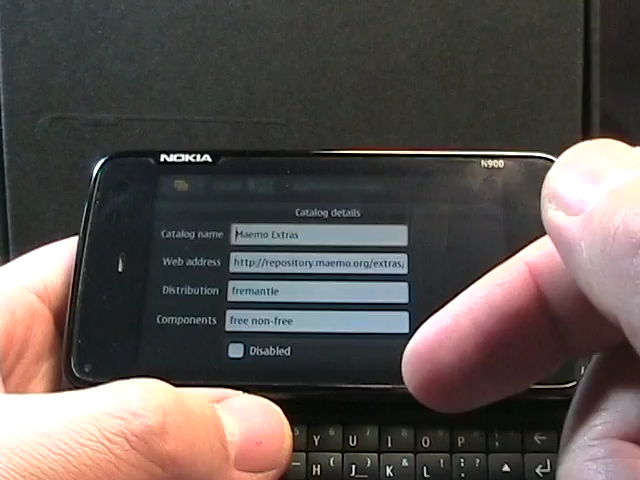 NOKIA
N900
Catalog details
Catalog name Maemo Extras
Web address http://repository.maemo.org/extras/
Distribution fremantle
Components free non-free
Disabled
Y U I O P
H J K L